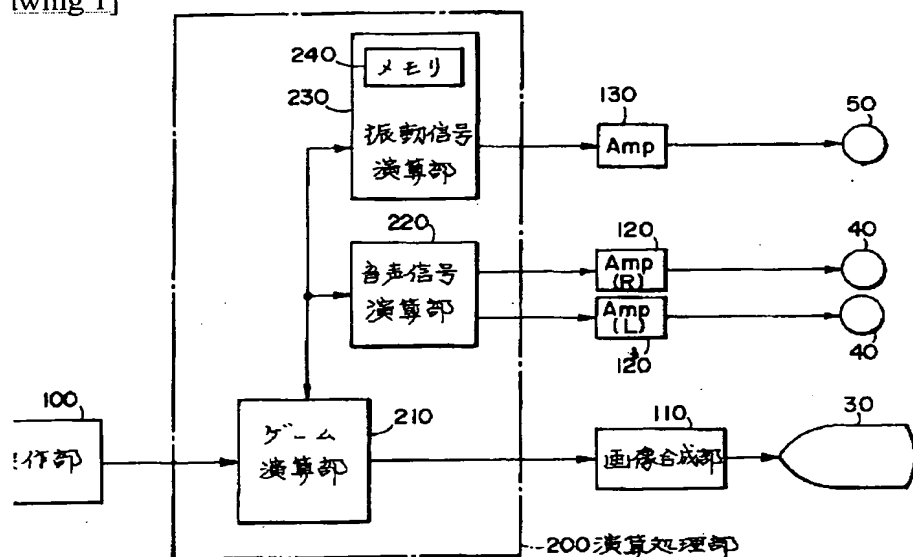 wing 1]
240
メモリ
230
振動信号
演算部
130
Amp
50
220
音声信号
演算部
120
Amp
(R)
40
Amp
(L)
120
40
100
作部
ゲーム
演算部
210
110
画像合成部
30
200演算処理部